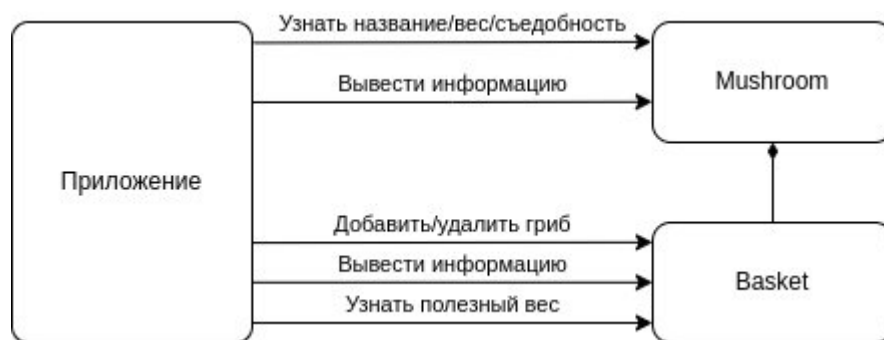 Узнать название/вес/съедобность
Mushroom
Вывести информацию
Приложение
Добавить/удалить гриб
Вывести информацию
Basket
Узнать полезный вес